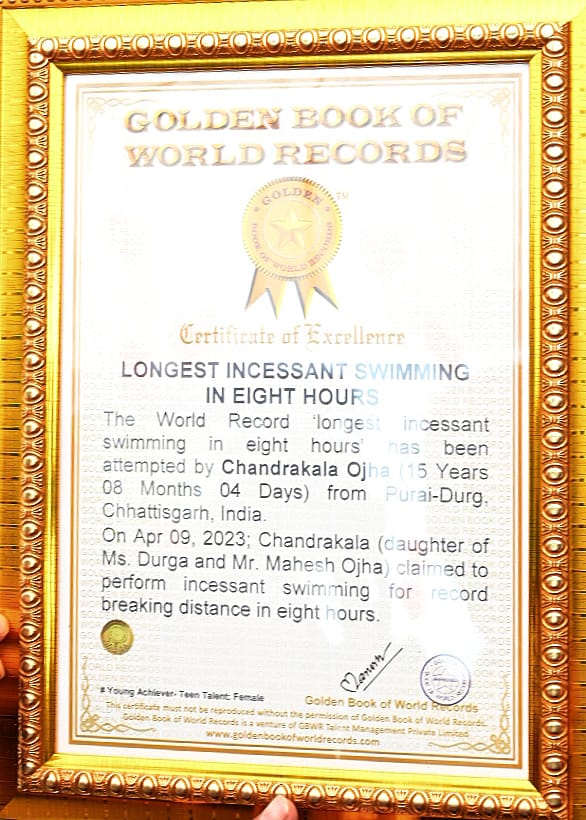 GOLDEN BOOK OF
WORLD RECORDS
GOLDEN
TM
BOOK OF WORLD RECORDS
Certificate of Excellence
LONGEST INCESSANT SWIMMING
IN EIGHT HOURS
The World Record 'longest incessant
swimming in eight hours' has been
attempted by Chandrakala Ojha (15 Years
08 Months 04 Days) from Purai-Durg,
Chhattisgarh, India.
On Apr 09, 2023; Chandrakala (daughter of
Ms. Durga and Mr. Mahesh Ojha) claimed to
perform incessant swimming for record
breaking distance in eight hours.
# Young Achiever- Teen Talent: Female
Golden Book of World Records
This certificate must not be reproduced without the permission of Golden Book of World Records.
Golden Book of World Records is a venture of GBWR Talent Management Private Limited
www.goldenbookofworldrecords.com